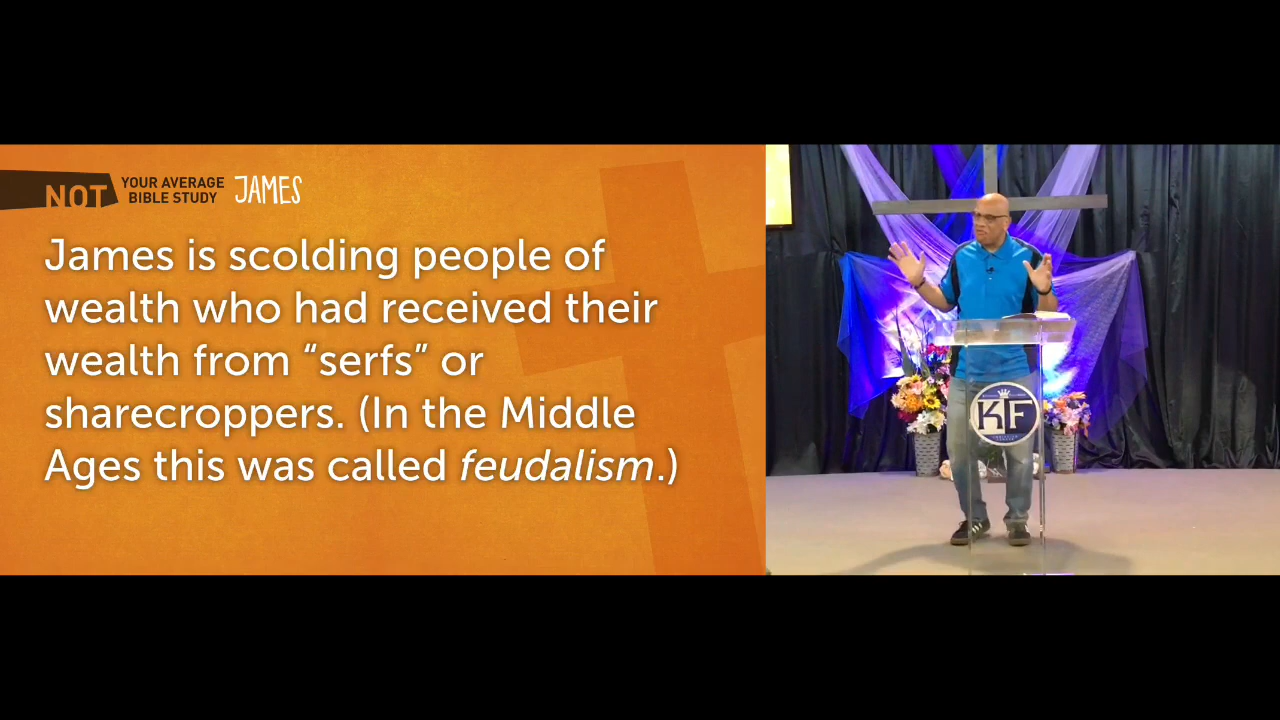 NOT YOUR AVERAGE
BIBLE STUDY
JAMES
James is scolding people of
wealth who had received their
wealth from “serfs” or
sharecroppers. (In the Middle
Ages this was called feudalism.)
KTF